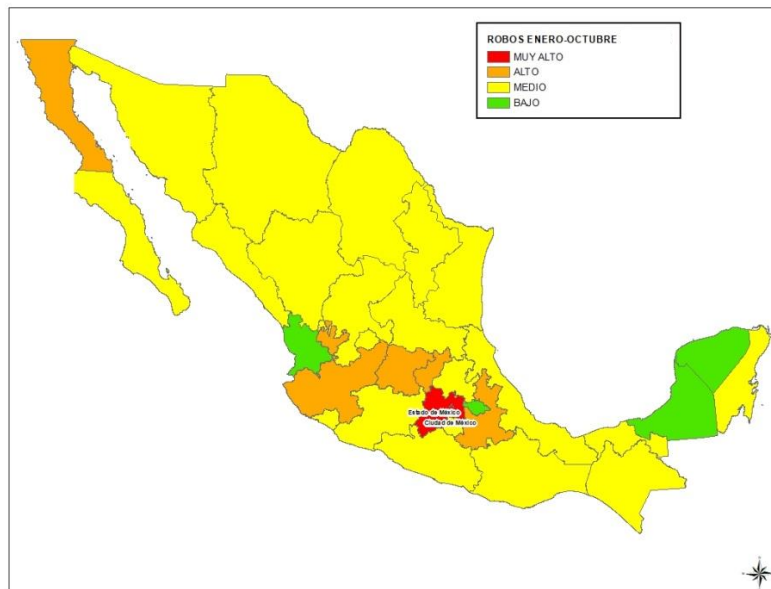 ROBOS ENERO-OCTUBRE
MUY ALTO
ALTO
MEDIO
BAJO
Estado de México
Ciudad de México